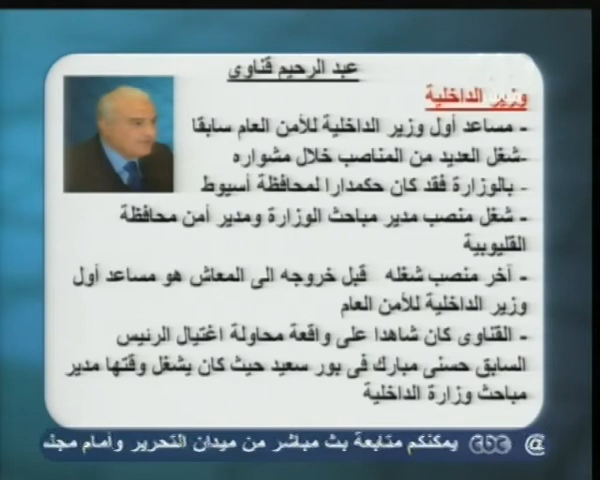 عبد الرحيم قناوى
وزير الداخلية
- مساعد أول وزير الداخلية للأمن العام سابقا
-شغل العديد من المناصب خلال مشواره
- بالوزارة فقد كان حكمدارا لمحافظة أسيوط
- شغل منصب مدير مباحث الوزارة ومدير أمن محافظة
القليوبية
- آخر منصب شغله قبل خروجه الى المعاش هو مساعد أول
وزير الداخلية للأمن العام
- القناوى كان شاهدا على واقعة محاولة اغتيال الرئيس
السابق حسنى مبارك فى بور سعيد حيث كان يشغل وقتها مدير
مباحث وزارة الداخلية
@ cbc يمكنكم متابعة بث مباشر من ميدان التحرير وأمام مجلـ